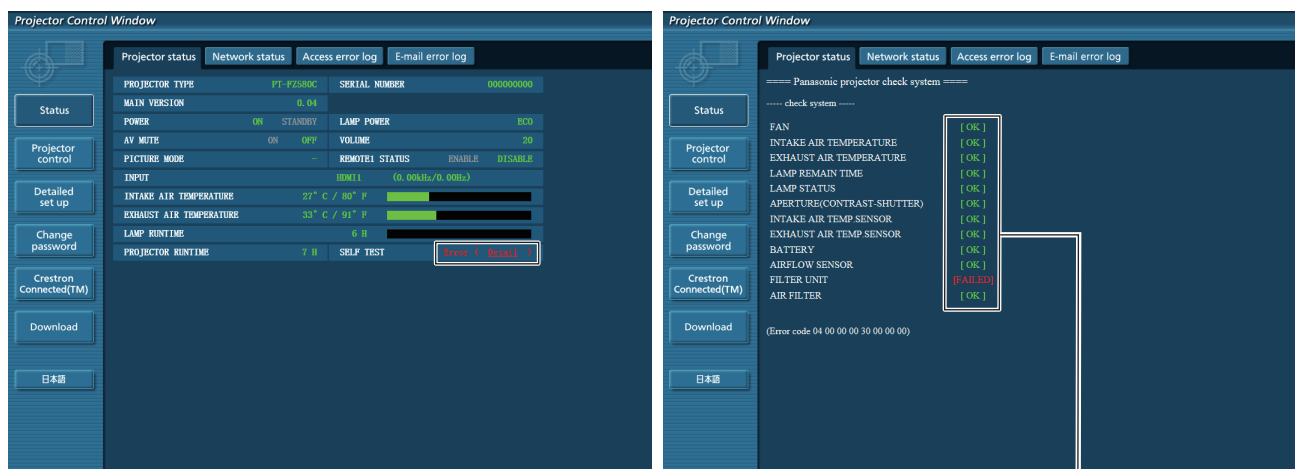 Projector Control Window
Projector status Network status Access error log E-mail error log
Status
Projector control
Detailed set up
Change password
Crestron Connected(TM)
Download
日本語
PROJECTOR TYPE PT-FZ580C SERIAL NUMBER 000000000
MAIN VERSION 0.04
POWER ON STANDBY LAMP POWER ECO
AV MUTE ON OFF VOLUME 20
PICTURE MODE - REMOTE1 STATUS ENABLE DISABLE
INPUT HDMI1 (0.00kHz/0.00Hz)
INTAKE AIR TEMPERATURE 27° C / 80° F
EXHAUST AIR TEMPERATURE 33° C / 91° F
LAMP RUNTIME 6 H
PROJECTOR RUNTIME 7 H SELF TEST Error ( Detail )
Projector Control Window
Projector status Network status Access error log E-mail error log
Status
Projector control
Detailed set up
Change password
Crestron Connected(TM)
Download
日本語
==== Panasonic projector check system ====
----- check system -----
FAN [ OK ]
INTAKE AIR TEMPERATURE [ OK ]
EXHAUST AIR TEMPERATURE [ OK ]
LAMP REMAIN TIME [ OK ]
LAMP STATUS [ OK ]
APERTURE(CONTRAST-SHUTTER) [ OK ]
INTAKE AIR TEMP.SENSOR [ OK ]
EXHAUST AIR TEMP.SENSOR [ OK ]
BATTERY [ OK ]
AIRFLOW SENSOR [ OK ]
FILTER UNIT [FAILED]
AIR FILTER [ OK ]
(Error code 04 00 00 00 30 00 00 00)